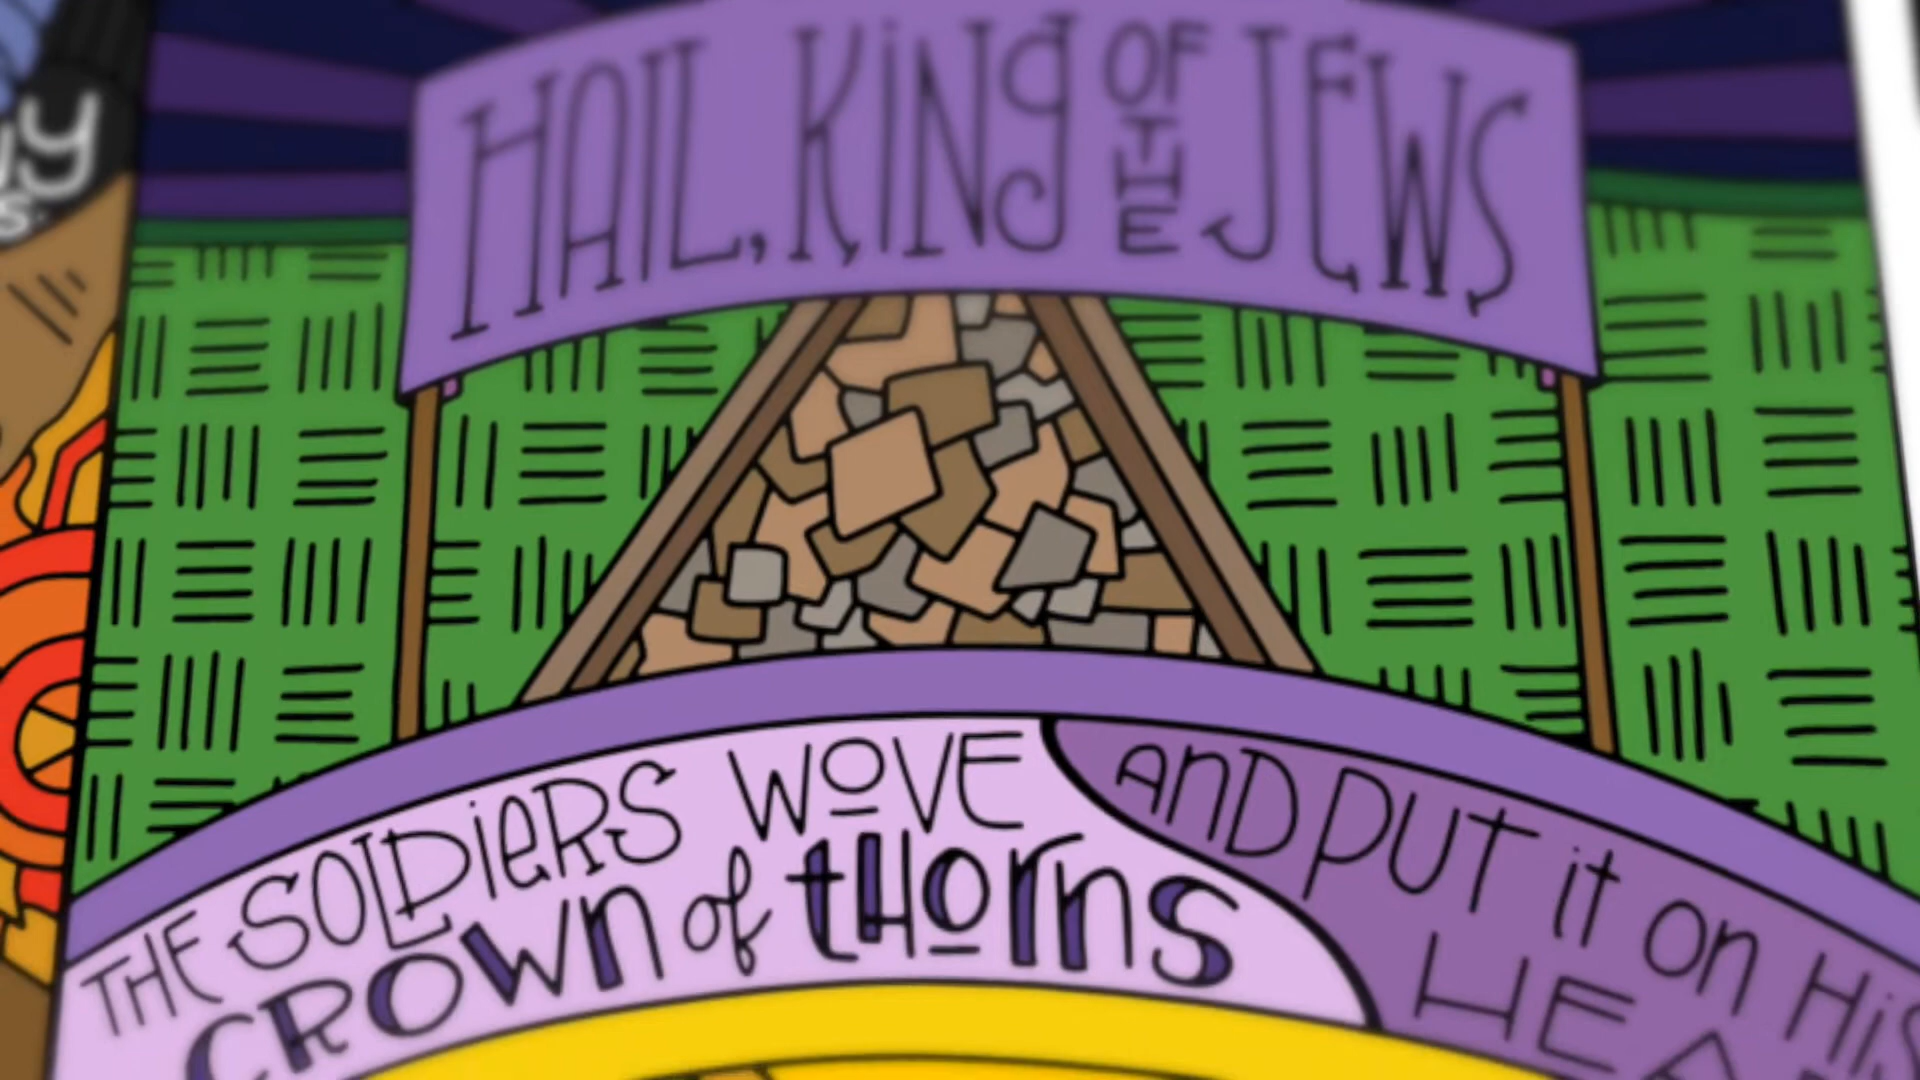 HAIL, KiNg OF THE JEWS
THE SOLDiERS WOVE
CROWN of tHorns
AnD PUT it on His